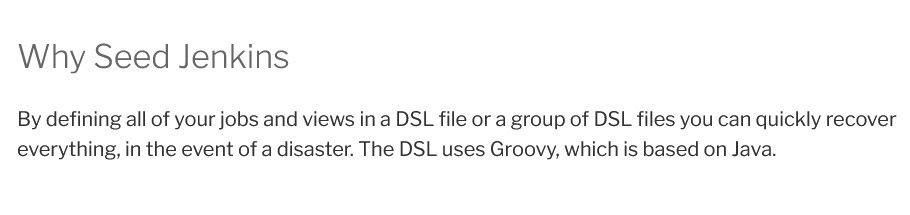 Why Seed Jenkins
By defining all of your jobs and views in a DSL file or a group of DSL files you can quickly recover
everything, in the event of a disaster. The DSL uses Groovy, which is based on Java.